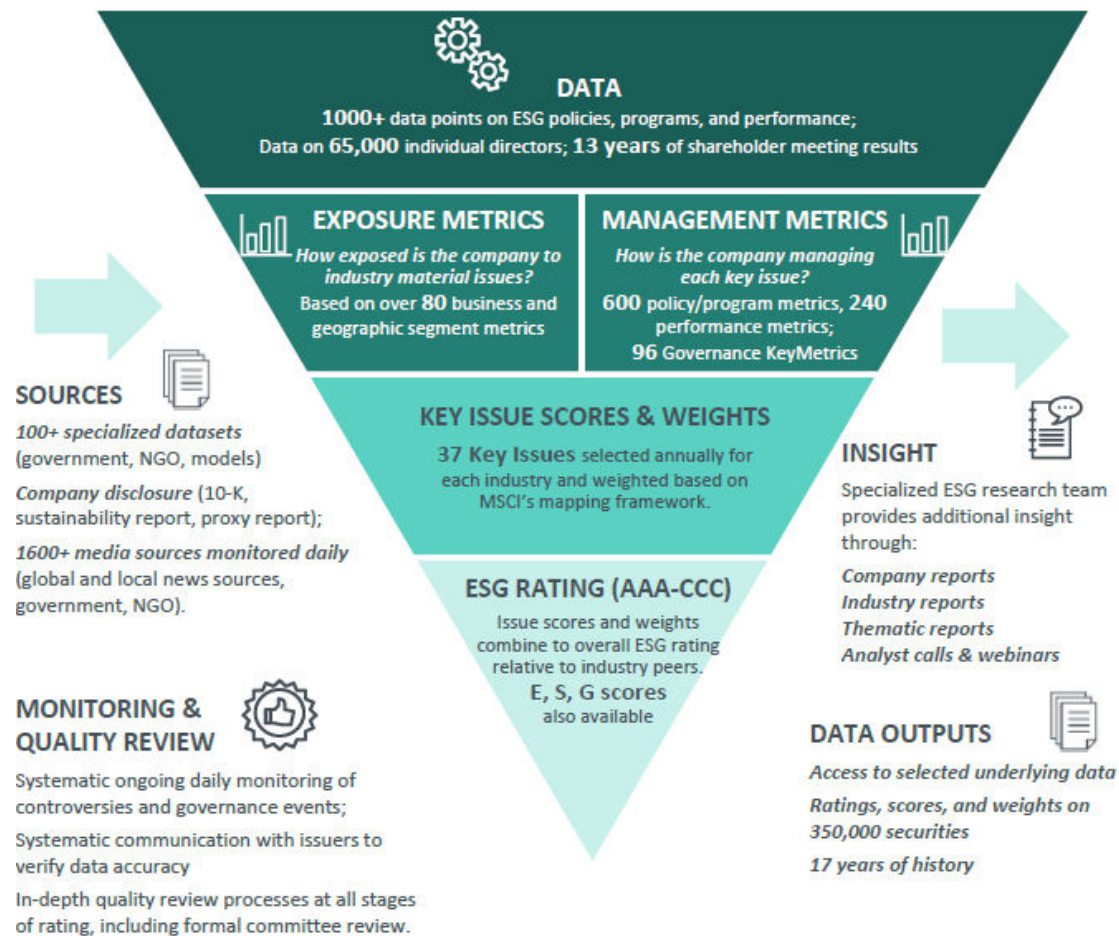 DATA
1000+ data points on ESG policies, programs, and performance;
Data on 65,000 individual directors; 13 years of shareholder meeting results
EXPOSURE METRICS
How exposed is the company to
industry material issues?
Based on over 80 business and
geographic segment metrics
MANAGEMENT METRICS
How is the company managing
each key issue?
600 policy/program metrics, 240
performance metrics;
96 Governance KeyMetrics
KEY ISSUE SCORES & WEIGHTS
37 Key Issues selected annually for
each industry and weighted based on
MSCI's mapping framework.
ESG RATING (AAA-CCC)
Issue scores and weights
combine to overall ESG rating
relative to industry peers.
E, S, G scores
also available
SOURCES
100+ specialized datasets
(government, NGO, models)
Company disclosure (10-K,
sustainability report, proxy report);
1600+ media sources monitored daily
(global and local news sources,
government, NGO).
MONITORING &
QUALITY REVIEW
Systematic ongoing daily monitoring of
controversies and governance events;
Systematic communication with issuers to
verify data accuracy
In-depth quality review processes at all stages
of rating, including formal committee review.
INSIGHT
Specialized ESG research team
provides additional insight
through:
Company reports
Industry reports
Thematic reports
Analyst calls & webinars
DATA OUTPUTS
Access to selected underlying data
Ratings, scores, and weights on
350,000 securities
17 years of history